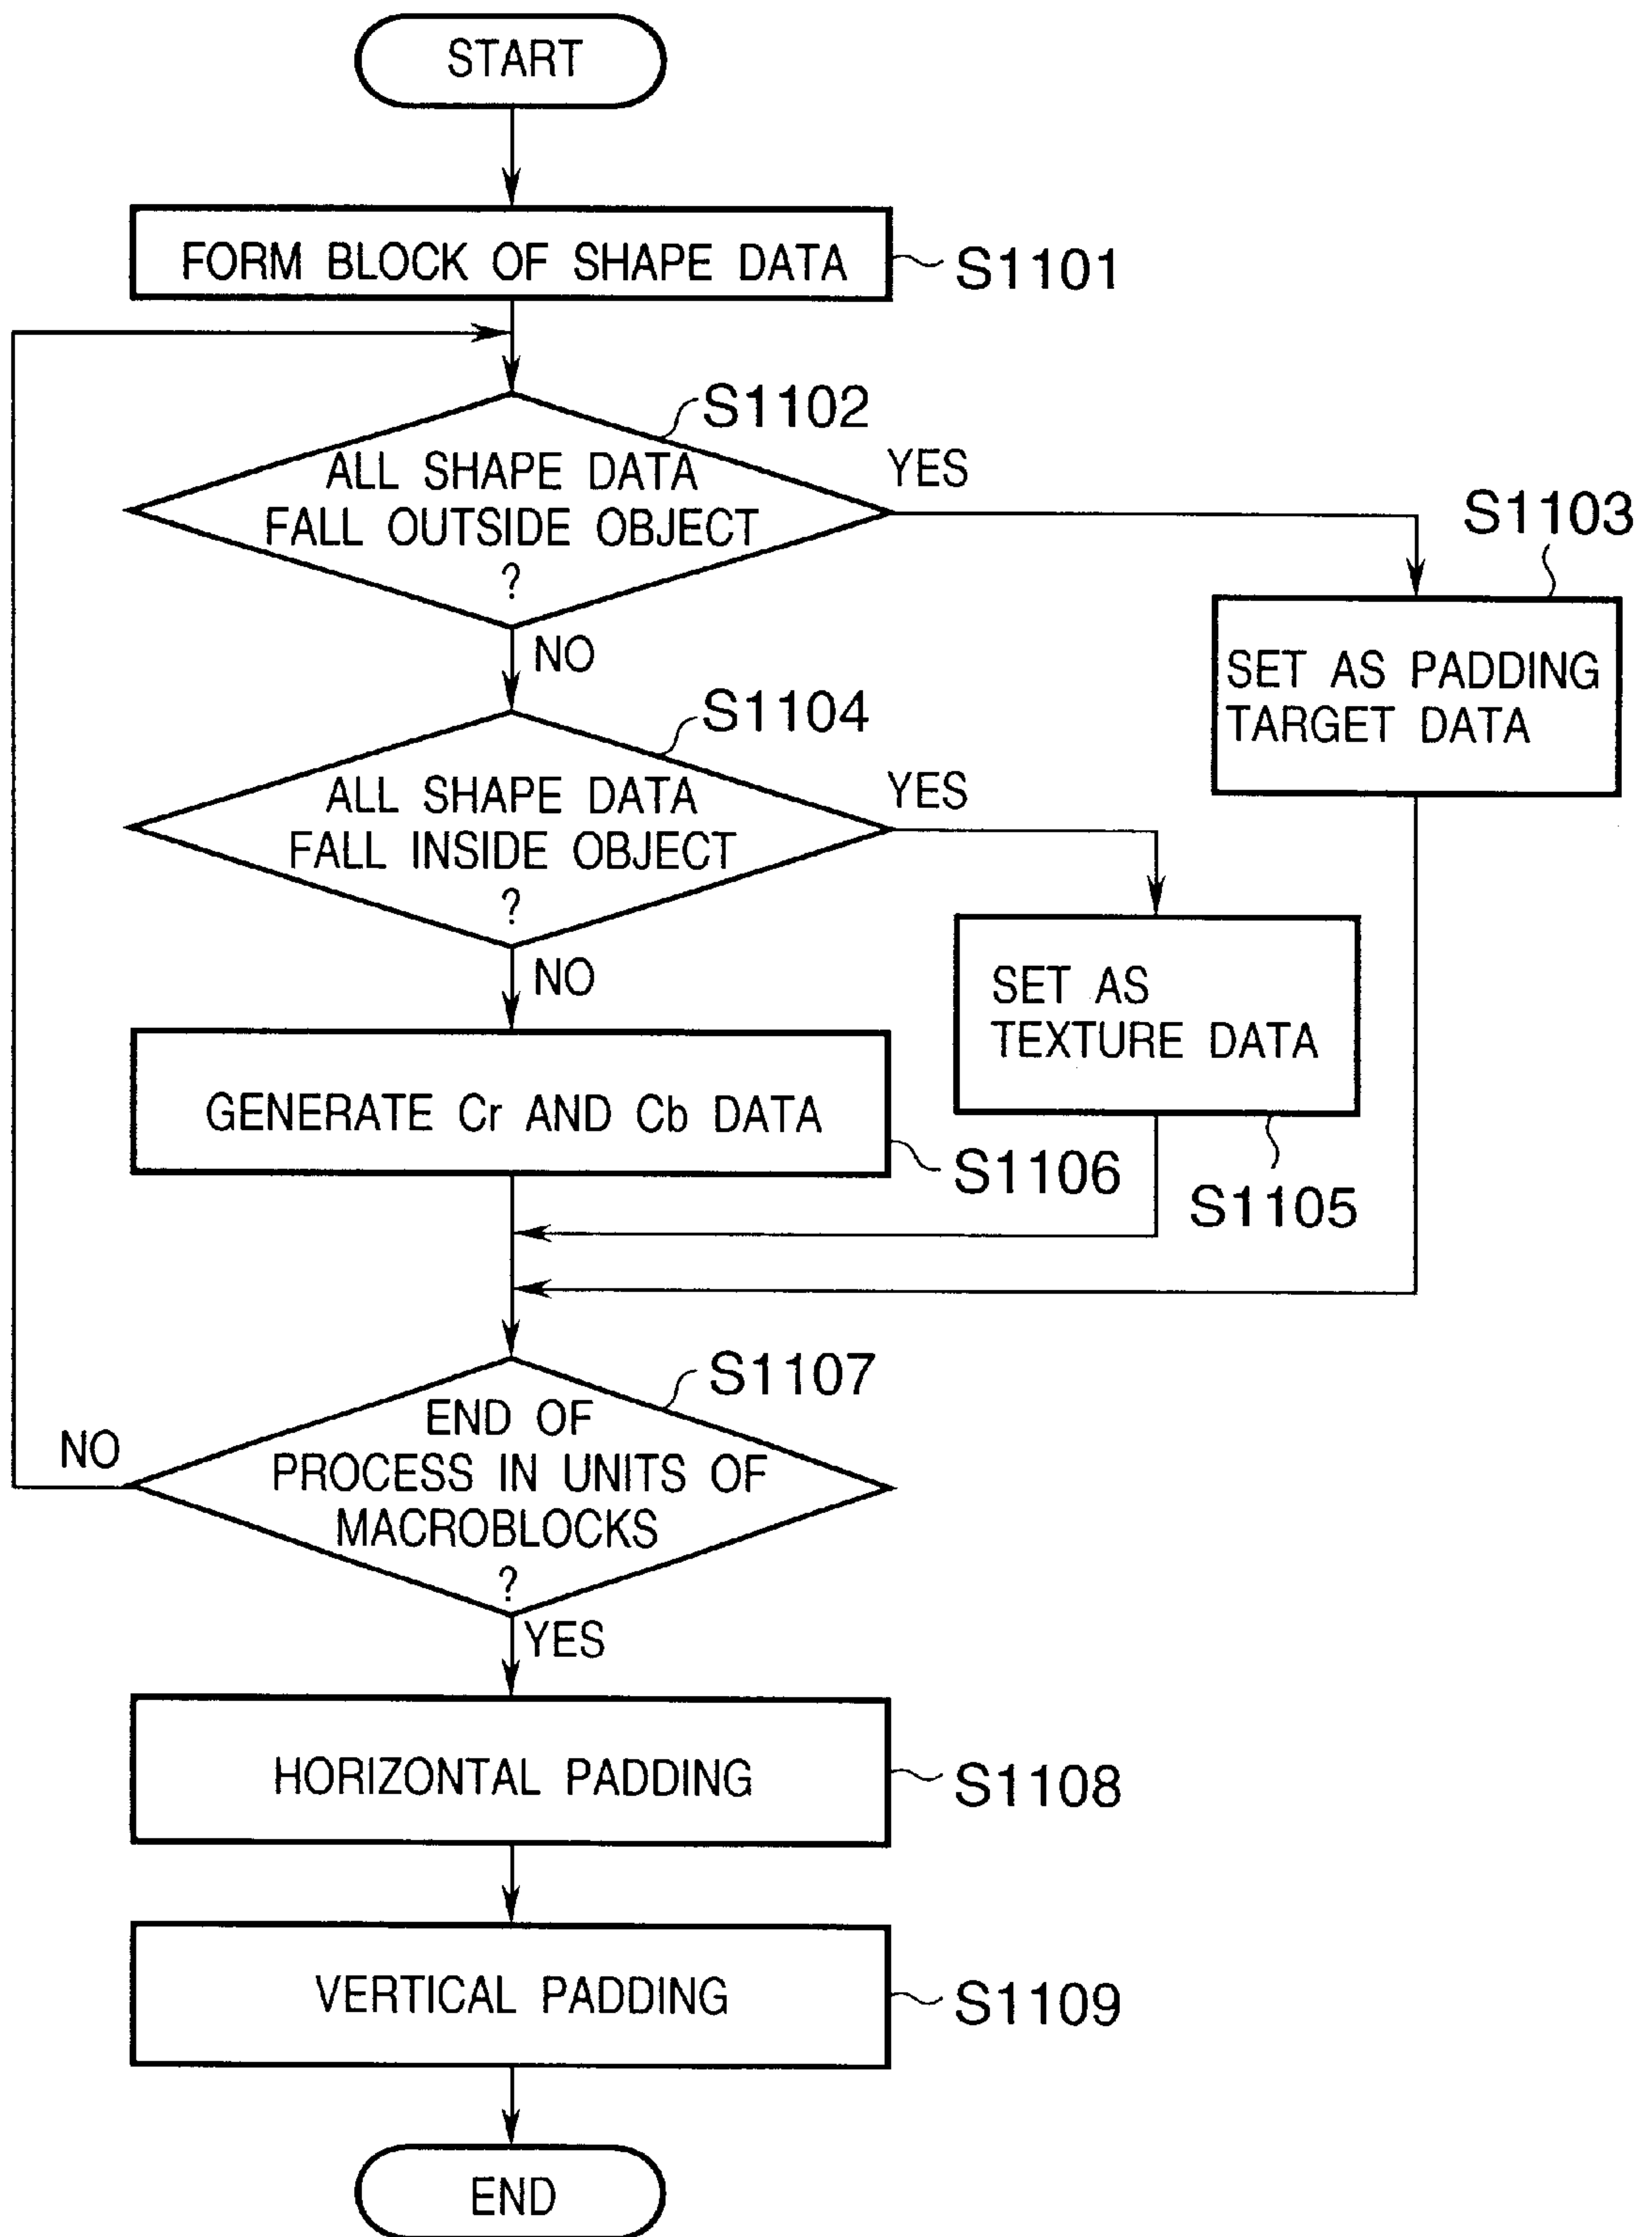 START
FORM BLOCK OF SHAPE DATA
S1101
S1102
ALL SHAPE DATA
FALL OUTSIDE OBJECT
?
YES
NO
S1103
SET AS PADDING
TARGET DATA
S1104
ALL SHAPE DATA
FALL INSIDE OBJECT
?
YES
NO
SET AS
TEXTURE DATA
S1105
GENERATE Cr AND Cb DATA
S1106
S1107
END OF
PROCESS IN UNITS OF
MACROBLOCKS
?
NO
YES
HORIZONTAL PADDING
S1108
VERTICAL PADDING
S1109
END